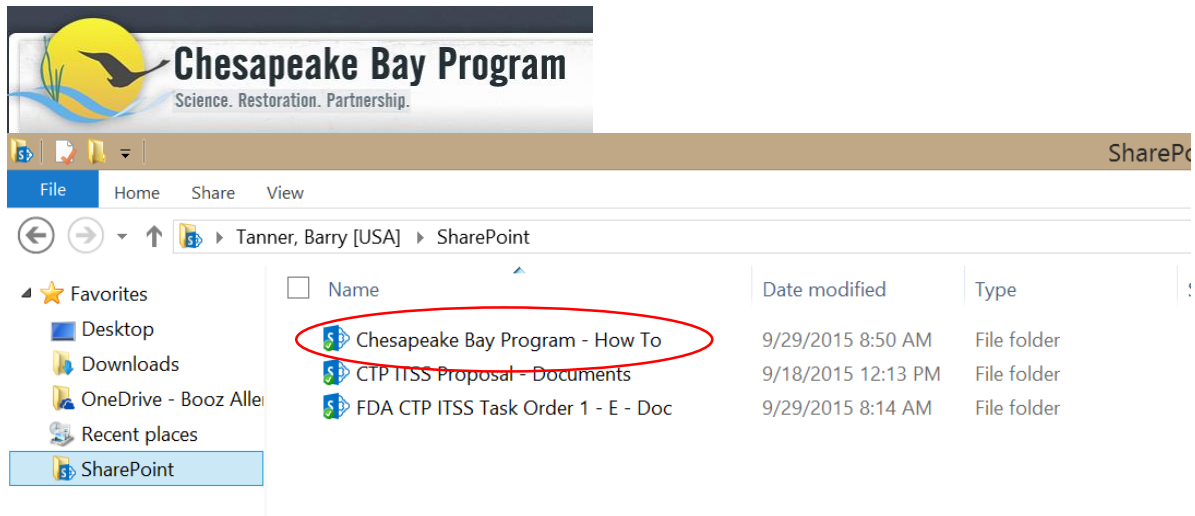 Chesapeake Bay Program
Science. Restoration. Partnership.
SharePo
File Home Share View
Tanner, Barry [USA] SharePoint
Favorites
Desktop
Downloads
OneDrive - Booz Aller
Recent places
SharePoint
Name Date modified Type S
Chesapeake Bay Program - How To 9/29/2015 8:50 AM File folder
CTP ITSS Proposal - Documents 9/18/2015 12:13 PM File folder
FDA CTP ITSS Task Order 1 - E - Doc 9/29/2015 8:14 AM File folder